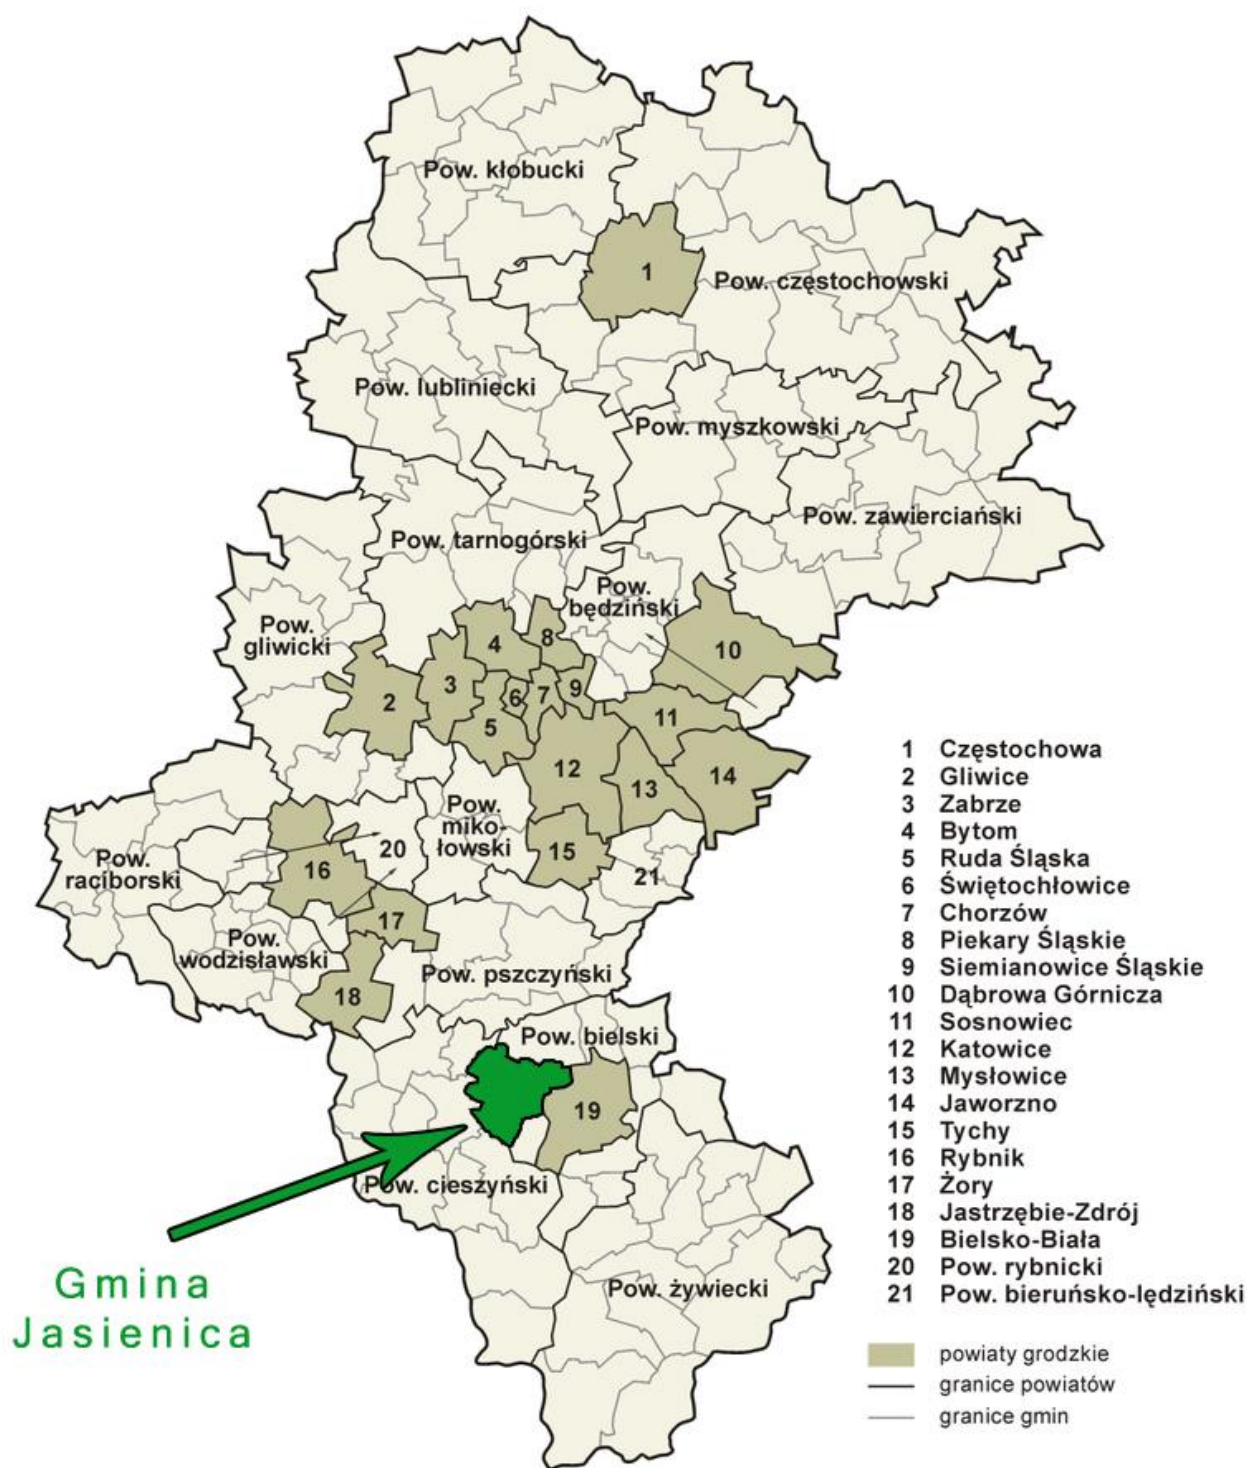 Pow. kłobucki
1
Pow. częstochowski
Pow. lubliniecki
Pow. myszkowski
Pow. zawierciański
Pow. tarnogórski
Pow.
będziński
Pow.
gliwicki
4
8
10
3
2
6
7
9
5
11
12
13
14
Pow.
miko-
łowski
Pow.
raciborski
16
20
15
21
17
Pow.
wodzisławski
18
Pow. pszczyński
Pow. bielski
19
Pow. cieszyński
Pow. żywiecki
Gmina
Jasienica
1 Częstochowa
2 Gliwice
3 Zabrze
4 Bytom
5 Ruda Śląska
6 Świętochłowice
7 Chorzów
8 Piekary Śląskie
9 Siemianowice Śląskie
10 Dąbrowa Górnicza
11 Sosnowiec
12 Katowice
13 Mysłowice
14 Jaworzno
15 Tychy
16 Rybnik
17 Żory
18 Jastrzębie-Zdrój
19 Bielsko-Biała
20 Pow. rybnicki
21 Pow. bieruńsko-lędziński
powiaty grodzkie
granice powiatów
granice gmin